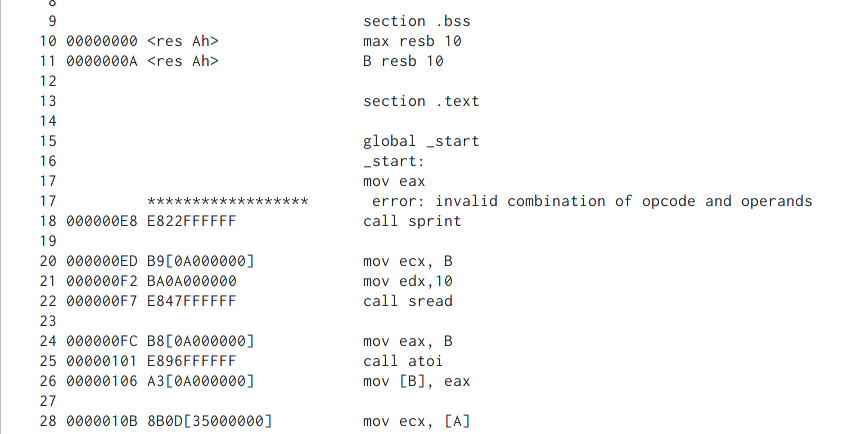 8
9 section .bss
10 00000000 <res Ah> max resb 10
11 0000000A <res Ah> B resb 10
12
13 section .text
14
15 global _start
16 _start:
17 mov eax
17 ****************** error: invalid combination of opcode and operands
18 000000E8 E822FFFFFF call sprint
19
20 000000ED B9[0A000000] mov ecx, B
21 000000F2 BA0A000000 mov edx,10
22 000000F7 E847FFFFFF call sread
23
24 000000FC B8[0A000000] mov eax, B
25 00000101 E896FFFFFF call atoi
26 00000106 A3[0A000000] mov [B], eax
27
28 0000010B 8B0D[35000000] mov ecx, [A]